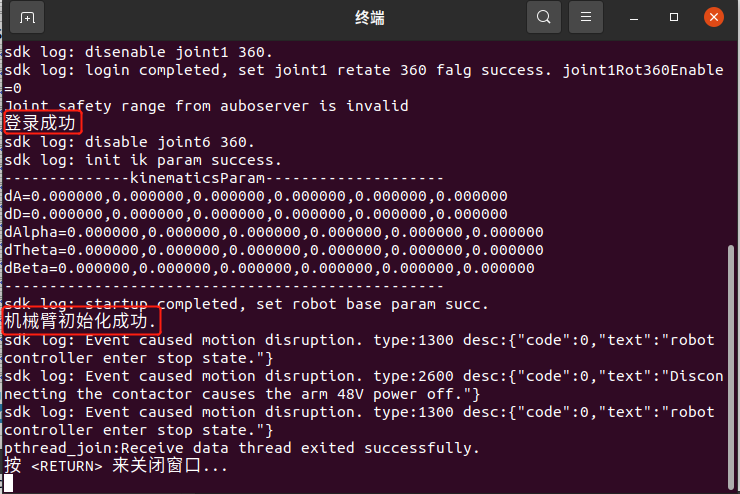 终端
sdk log: disenable joint1 360.
sdk log: login completed, set joint1 retate 360 falg success. joint1Rot360Enable
=0
Joint safety range from auboserver is invalid
登录成功
sdk log: disable joint6 360.
sdk log: init ik param success.
--------------kinematicsParam--------------------
dA=0.000000,0.000000,0.000000,0.000000,0.000000,0.000000
dD=0.000000,0.000000,0.000000,0.000000,0.000000,0.000000
dAlpha=0.000000,0.000000,0.000000,0.000000,0.000000,0.000000
dTheta=0.000000,0.000000,0.000000,0.000000,0.000000,0.000000
dBeta=0.000000,0.000000,0.000000,0.000000,0.000000,0.000000
-------------------------------------------------
sdk log: startup completed, set robot base param succ.
机械臂初始化成功.
sdk log: Event caused motion disruption. type:1300 desc:{"code":0,"text":"robot
controller enter stop state."}
sdk log: Event caused motion disruption. type:2600 desc:{"code":0,"text":"Discon
necting the contactor causes the arm 48V power off."}
sdk log: Event caused motion disruption. type:1300 desc:{"code":0,"text":"robot
controller enter stop state."}
pthread_join:Receive data thread exited successfully.
按 <RETURN> 来关闭窗口...